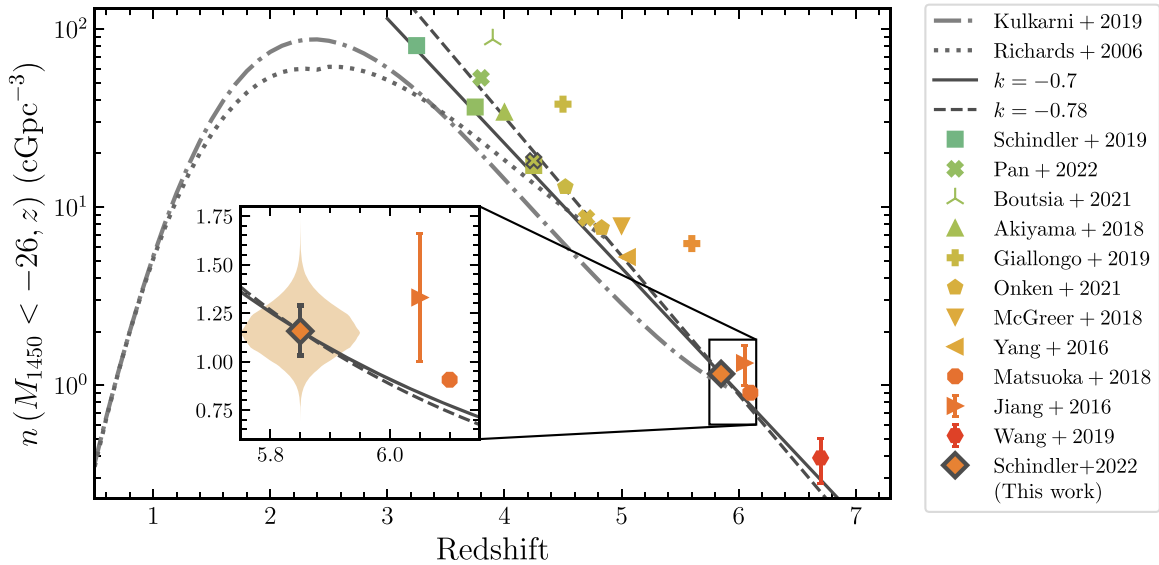 n (M₁₄₅₀ < −26, z) (cGpc⁻³)
10²
10¹
10⁰
1.75
1.50
1.25
1.00
0.75
5.8 6.0
1 2 3 4 5 6 7
Redshift
Kulkarni + 2019
Richards + 2006
k = −0.7
k = −0.78
Schindler + 2019
Pan + 2022
Boutsia + 2021
Akiyama + 2018
Giallongo + 2019
Onken + 2021
McGreer + 2018
Yang + 2016
Matsuoka + 2018
Jiang + 2016
Wang + 2019
Schindler+2022
(This work)